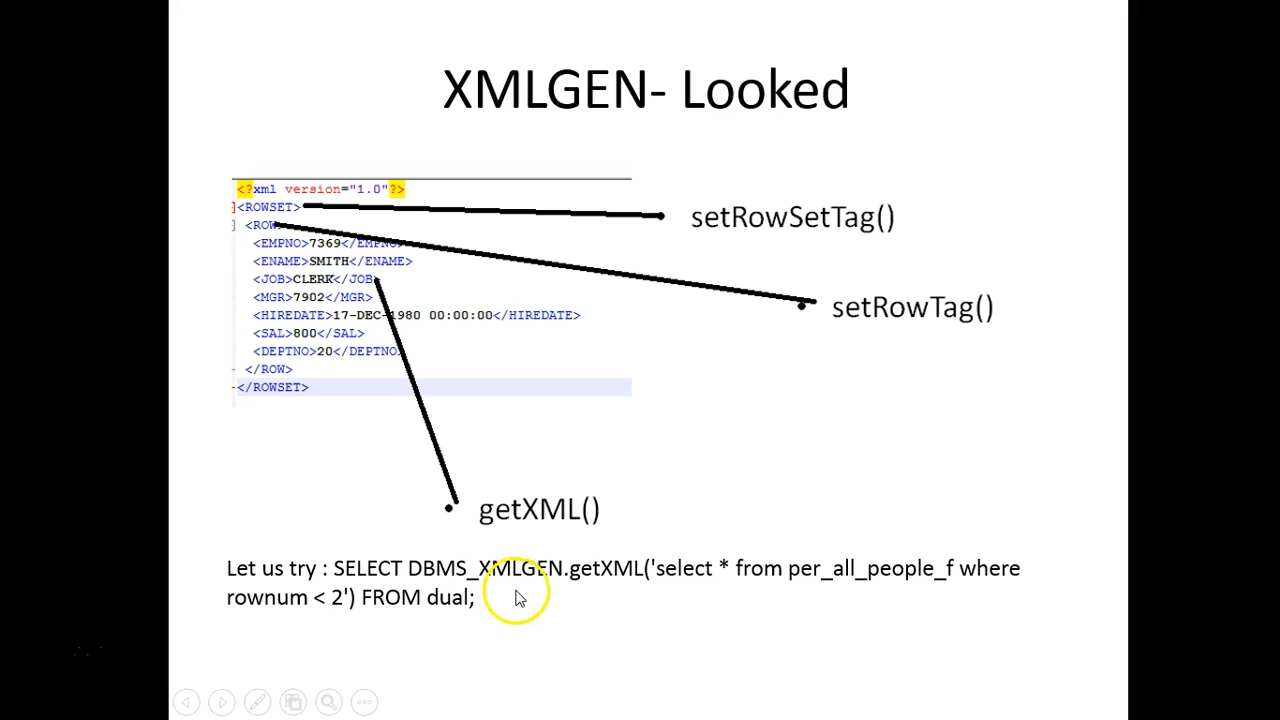 XMLGEN- Looked
<?xml version="1.0"?>
<ROWSET>
setRowSetTag()
<ROW>
<EMPNO>7369</EMPNO>
<ENAME>SMITH</ENAME>
<JOB>CLERK</JOB>
<MGR>7902</MGR>
setRowTag()
<HIREDATE>17-DEC-1980 00:00:00</HIREDATE>
<SAL>800</SAL>
<DEPTNO>20</DEPTNO>
</ROW>
</ROWSET>
getXML()
Let us try : SELECT DBMS_XMLGEN.getXML('select * from per_all_people_f where
rownum < 2') FROM dual;